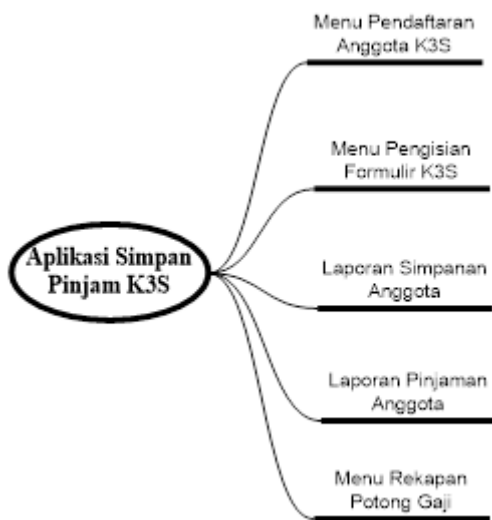 Menu Pendaftaran
Anggota K3S
Menu Pengisian
Formulir K3S
Aplikasi Simpan
Pinjam K3S
Laporan Simpanan
Anggota
Laporan Pinjaman
Anggota
Menu Rekapan
Potong Gaji